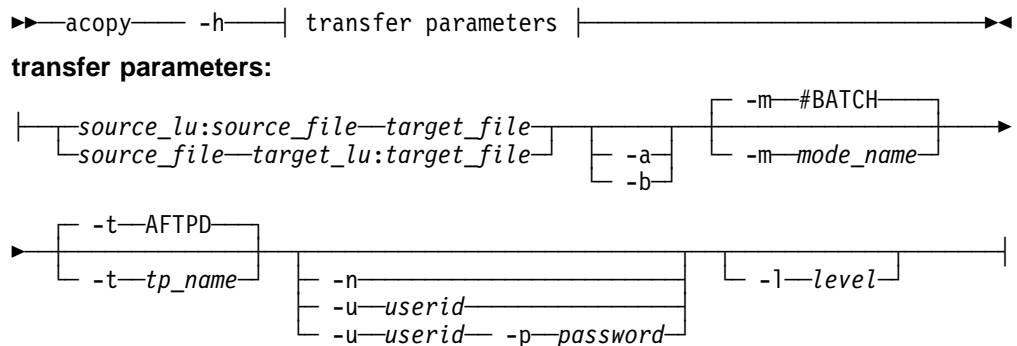 acopy -h transfer parameters
transfer parameters:
-m #BATCH
source_lu:source_file target_file
source_file target_lu:target_file -a -m mode_name
-b
-t AFTPD
-t tp_name -n -l level
-u userid
-u userid -p password